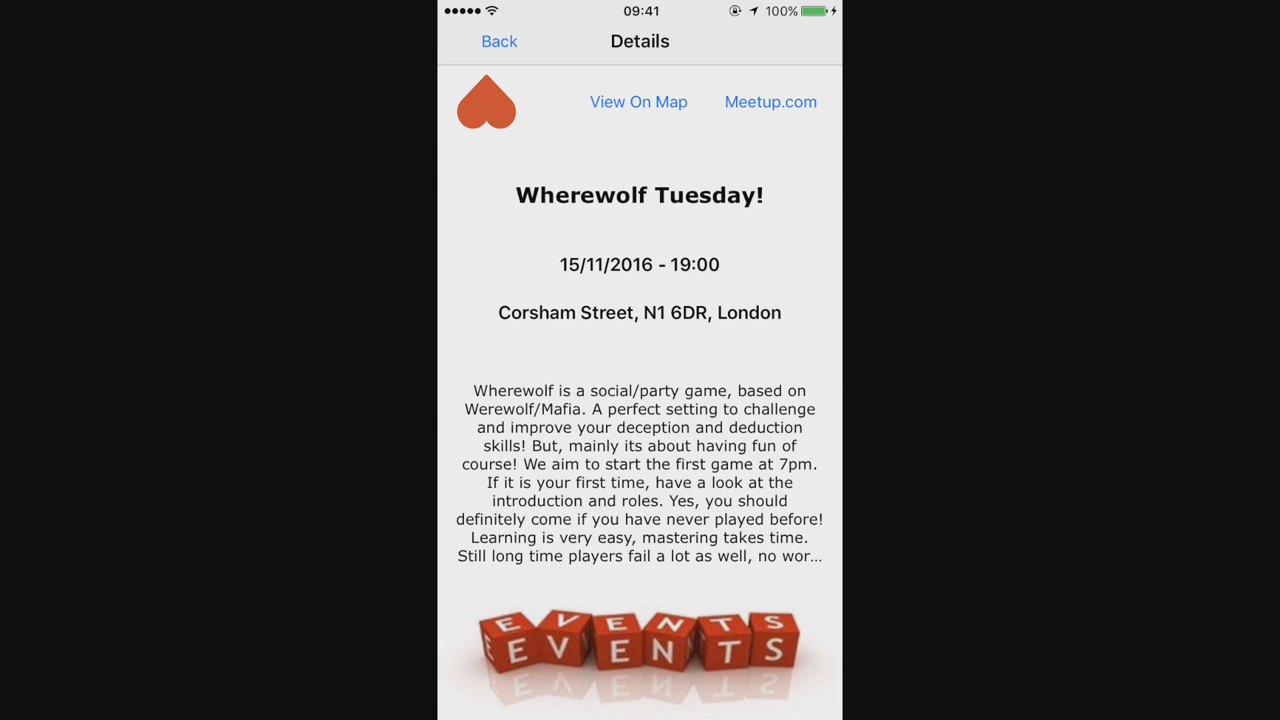 09:41
100%
Back
Details
View On Map
Meetup.com
Wherewolf Tuesday!
15/11/2016 - 19:00
Corsham Street, N1 6DR, London
Wherewolf is a social/party game, based on
Werewolf/Mafia. A perfect setting to challenge
and improve your deception and deduction
skills! But, mainly its about having fun of
course! We aim to start the first game at 7pm.
If it is your first time, have a look at the
introduction and roles. Yes, you should
definitely come if you have never played before!
Learning is very easy, mastering takes time.
Still long time players fail a lot as well, no wor...
EVENTS
EVENTS